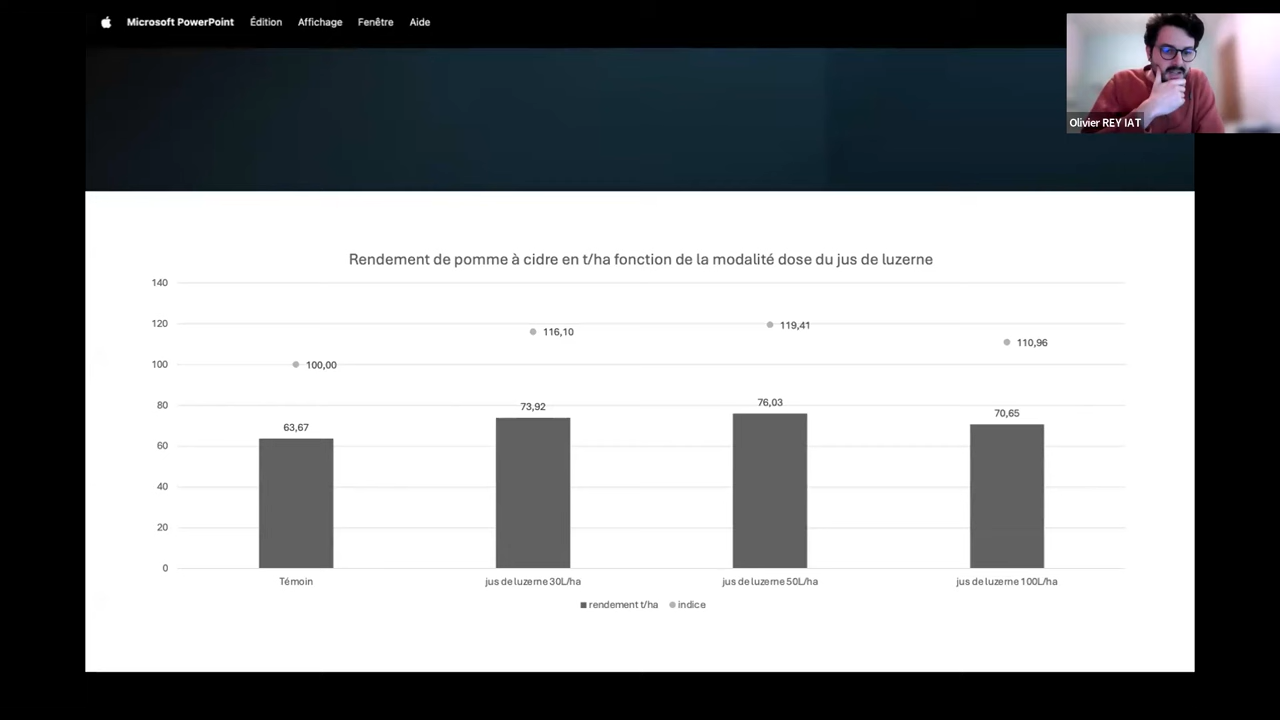 Microsoft PowerPoint Édition Affichage Fenêtre Aide
Olivier REY IAT
Rendement de pomme à cidre en t/ha fonction de la modalité dose du jus de luzerne
140
120
100
80
60
40
20
0
100,00
116,10
119,41
110,96
63,67
73,92
76,03
70,65
Témoin
jus de luzerne 30L/ha
jus de luzerne 50L/ha
jus de luzerne 100L/ha
rendement t/ha indice